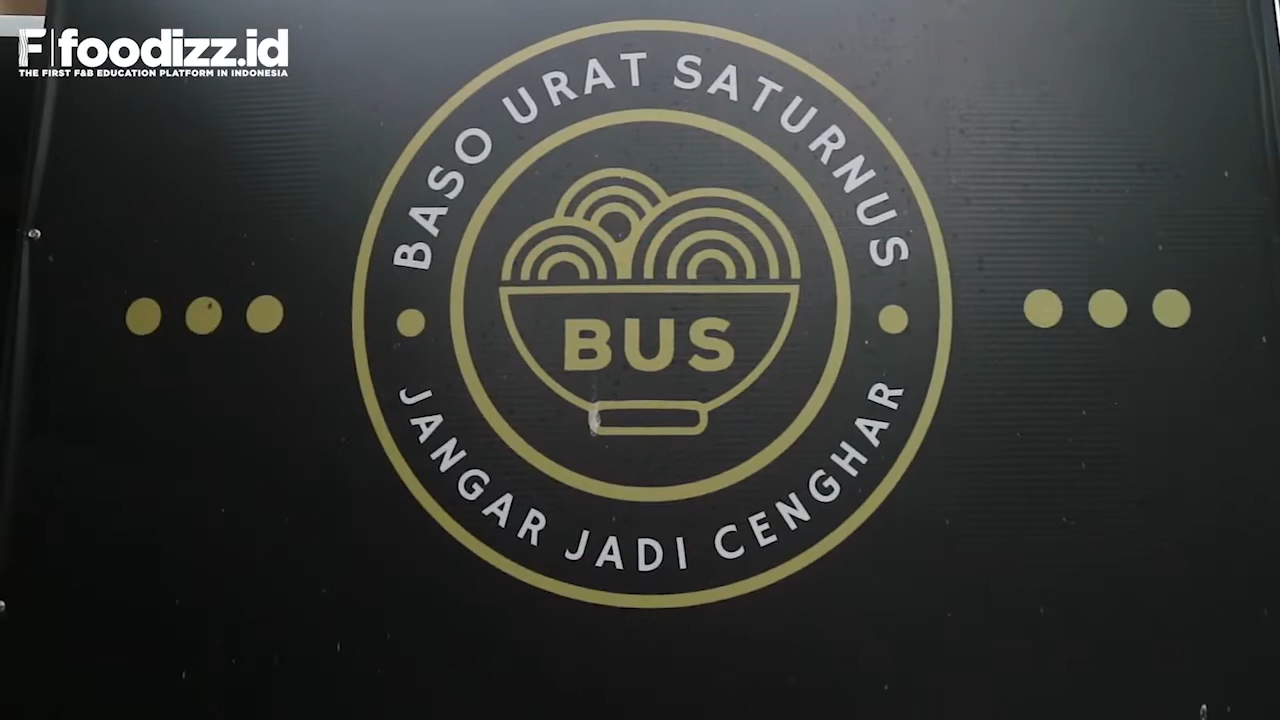 F|foodizz.id
THE FIRST F&B EDUCATION PLATFORM IN INDONESIA
BASO URAT SATURNUS
BUS
JANGAR JADI CENGHAR